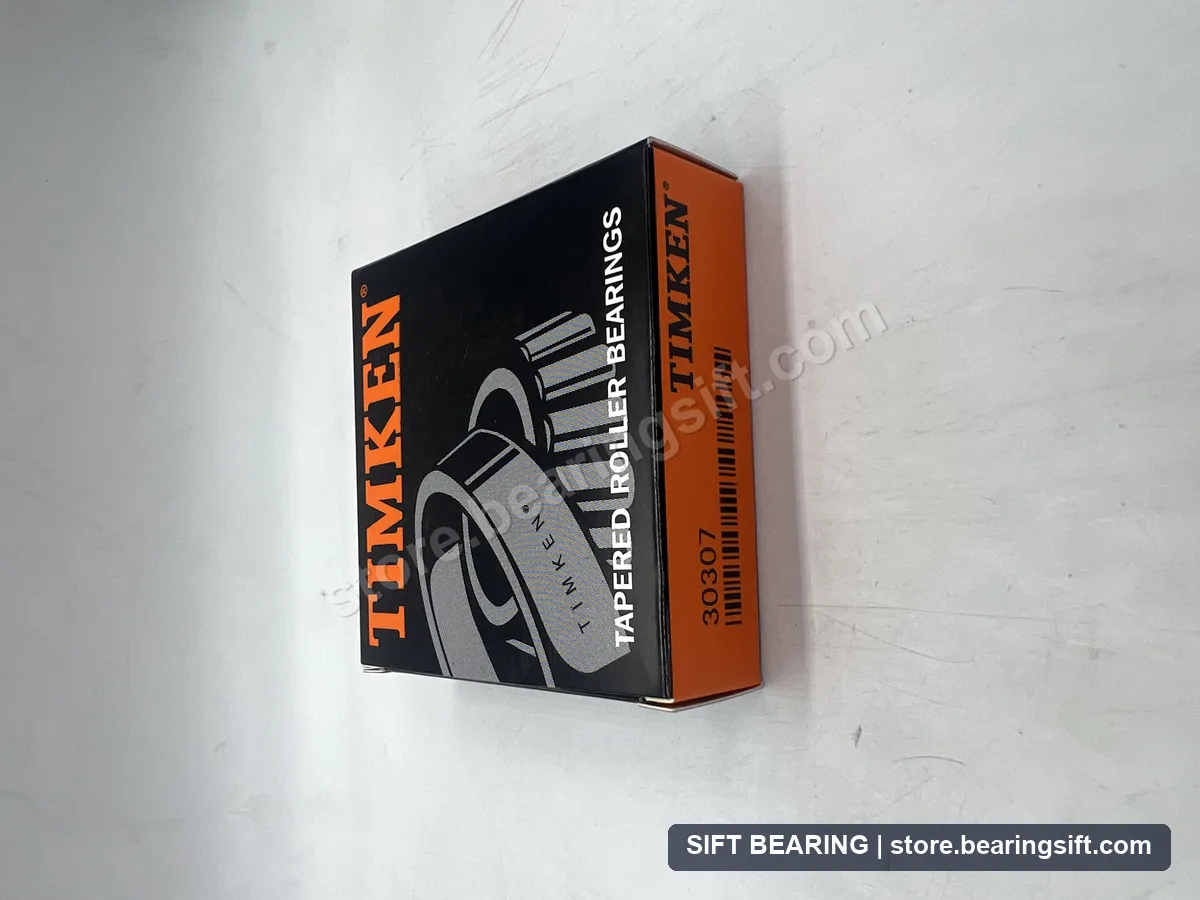 TIMKEN®
TIMKEN®
TAPERED ROLLER BEARINGS
TIMKEN®
30307
store.bearingsift.com
SIFT BEARING | store.bearingsift.com